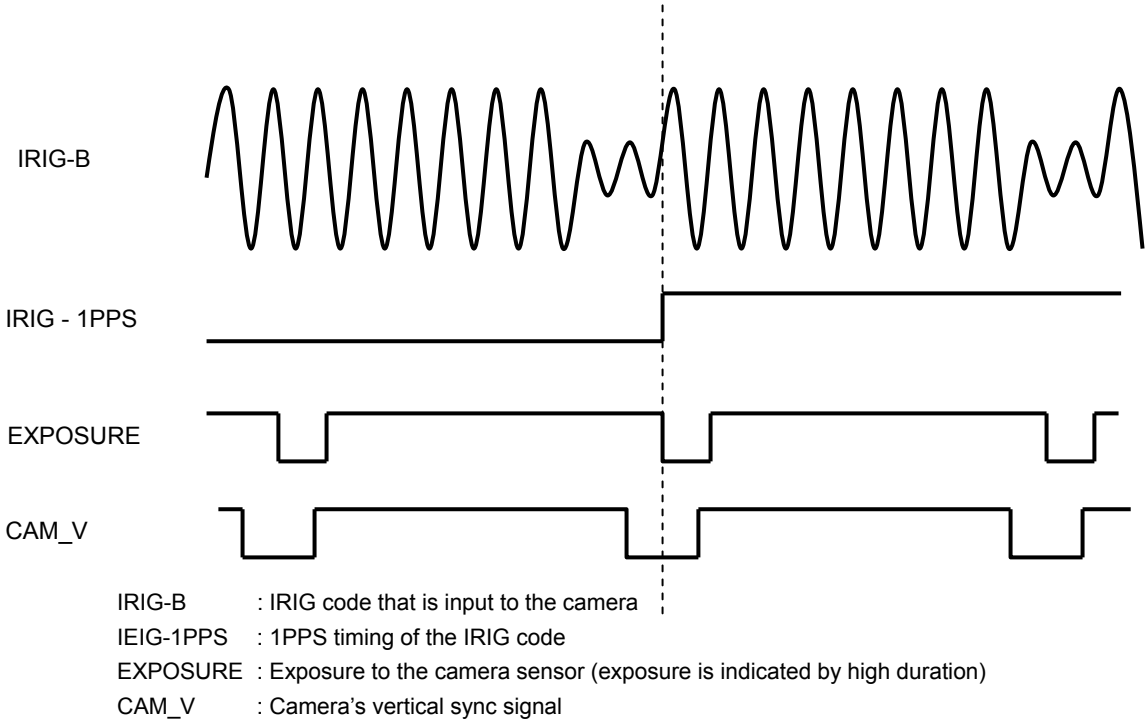 IRIG-B
IRIG - 1PPS
EXPOSURE
CAM_V
IRIG-B : IRIG code that is input to the camera
IEIG-1PPS : 1PPS timing of the IRIG code
EXPOSURE : Exposure to the camera sensor (exposure is indicated by high duration)
CAM_V : Camera's vertical sync signal